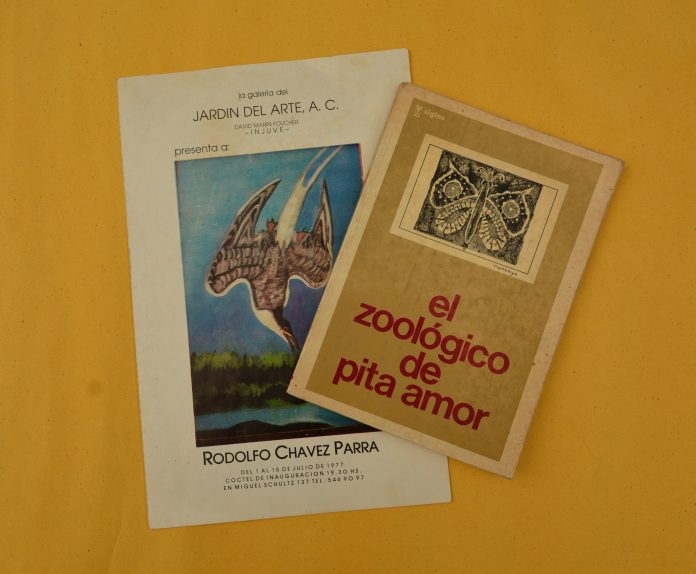 la galería del
JARDIN DEL ARTE, A. C.
DAVID MARIN FOUCHER
– INJUVE –
presenta a:
RODOLFO CHAVEZ PARRA
DEL 1 AL 15 DE JULIO DE 1977
COCTEL DE INAUGURACION 19.30 HS.
EN MIGUEL SCHULTZ 137 TEL. 546 90 97
siglos
el
zoológico
de
pita amor